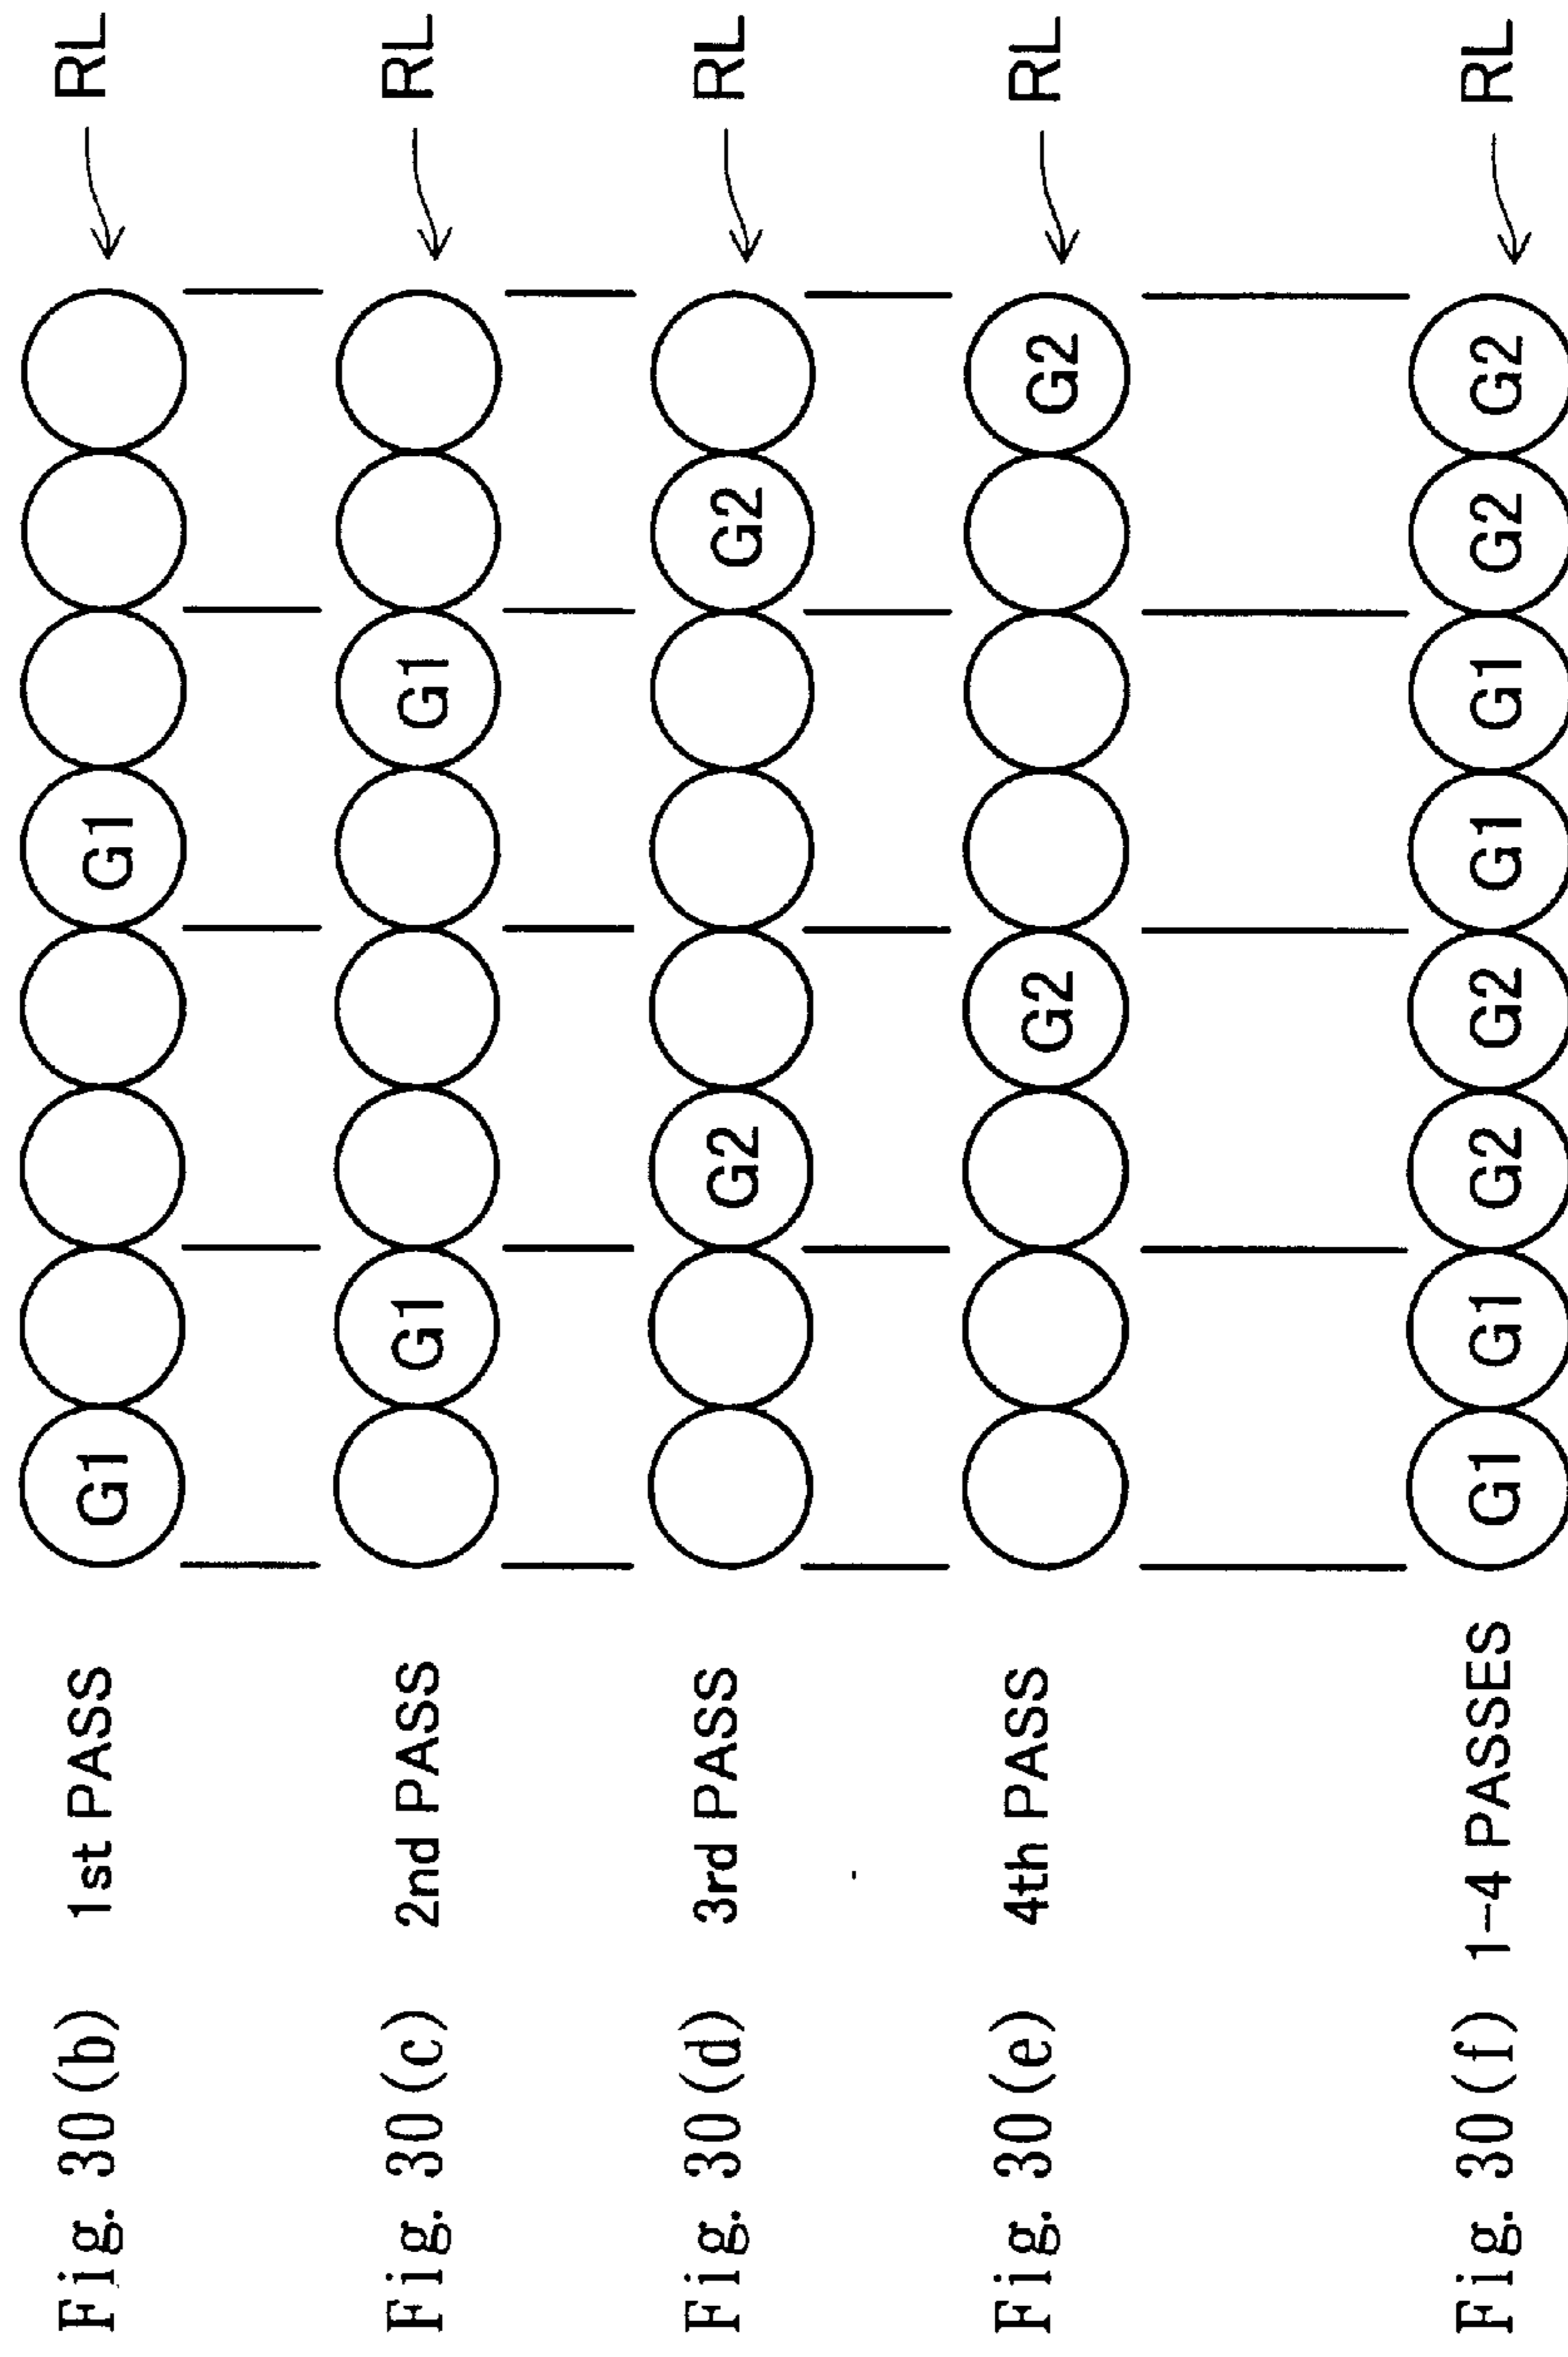 Fig. 30(b) 1st PASS G1 G1 RL
Fig. 30(c) 2nd PASS G1 G1 RL
Fig. 30(d) 3rd PASS G2 G2 RL
Fig. 30(e) 4th PASS G2 G2 RL
Fig. 30(f) 1-4 PASSES G1 G1 G2 G2 G1 G1 G2 G2 RL